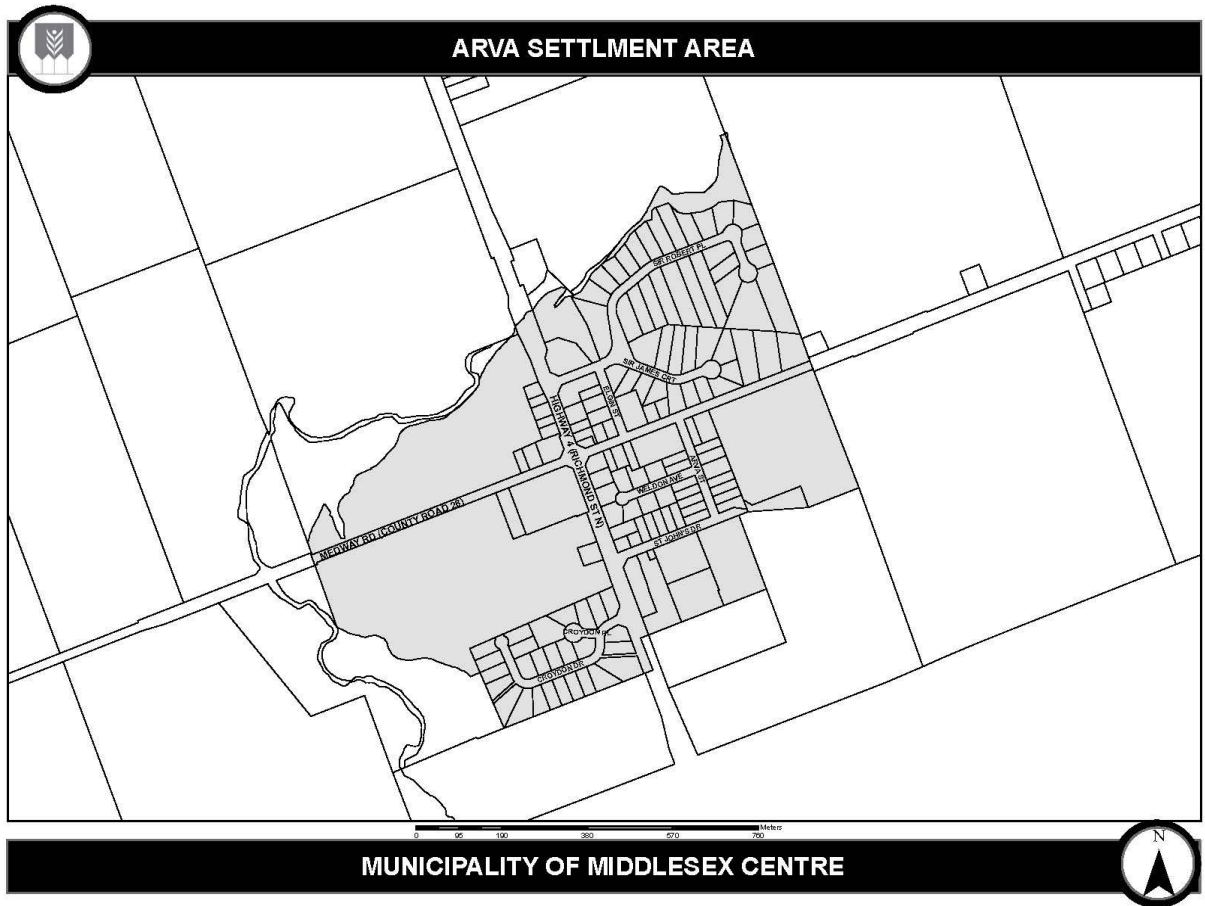 ARVA SETTLMENT AREA
SIR ROBERT PL
SIR JAMES CRT
ELGIN ST
HIGHWAY 4 (RICHMOND ST N)
ARVA ST
WELDON AVE
MEDWAY RD (COUNTY ROAD 28)
ST JOHN'S DR
CROYDON PL
CROYDON DR
Meters
0 95 190 380 570 760
MUNICIPALITY OF MIDDLESEX CENTRE
N